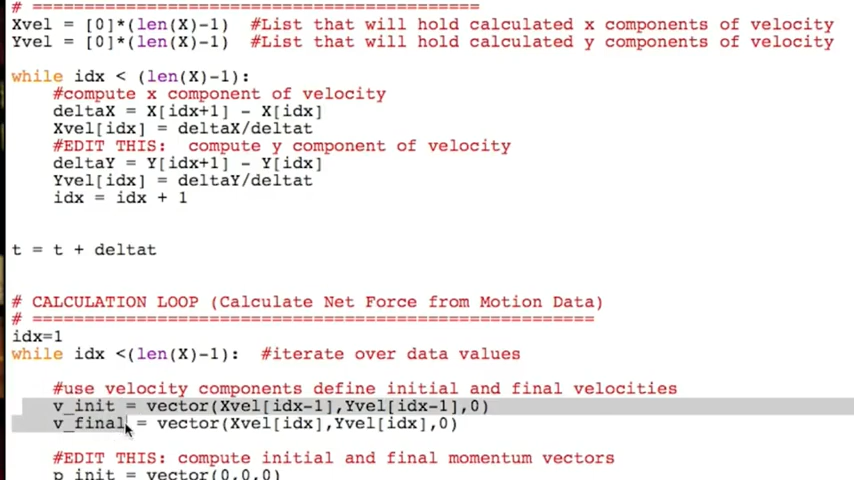 # ===========================================
Xvel = [0]*(len(X)-1)  #List that will hold calculated x components of velocity
Yvel = [0]*(len(X)-1)  #List that will hold calculated y components of velocity
while idx < (len(X)-1):
#compute x component of velocity
deltaX = X[idx+1] - X[idx]
Xvel[idx] = deltaX/deltat
#EDIT THIS:  compute y component of velocity
deltaY = Y[idx+1] - Y[idx]
Yvel[idx] = deltaY/deltat
idx = idx + 1
t = t + deltat
# CALCULATION LOOP (Calculate Net Force from Motion Data)
# ======================================================
idx=1
while idx <(len(X)-1):  #iterate over data values
#use velocity components define initial and final velocities
v_init = vector(Xvel[idx-1],Yvel[idx-1],0)
v_final = vector(Xvel[idx],Yvel[idx],0)
#EDIT THIS: compute initial and final momentum vectors
p_init = vector(0,0,0)